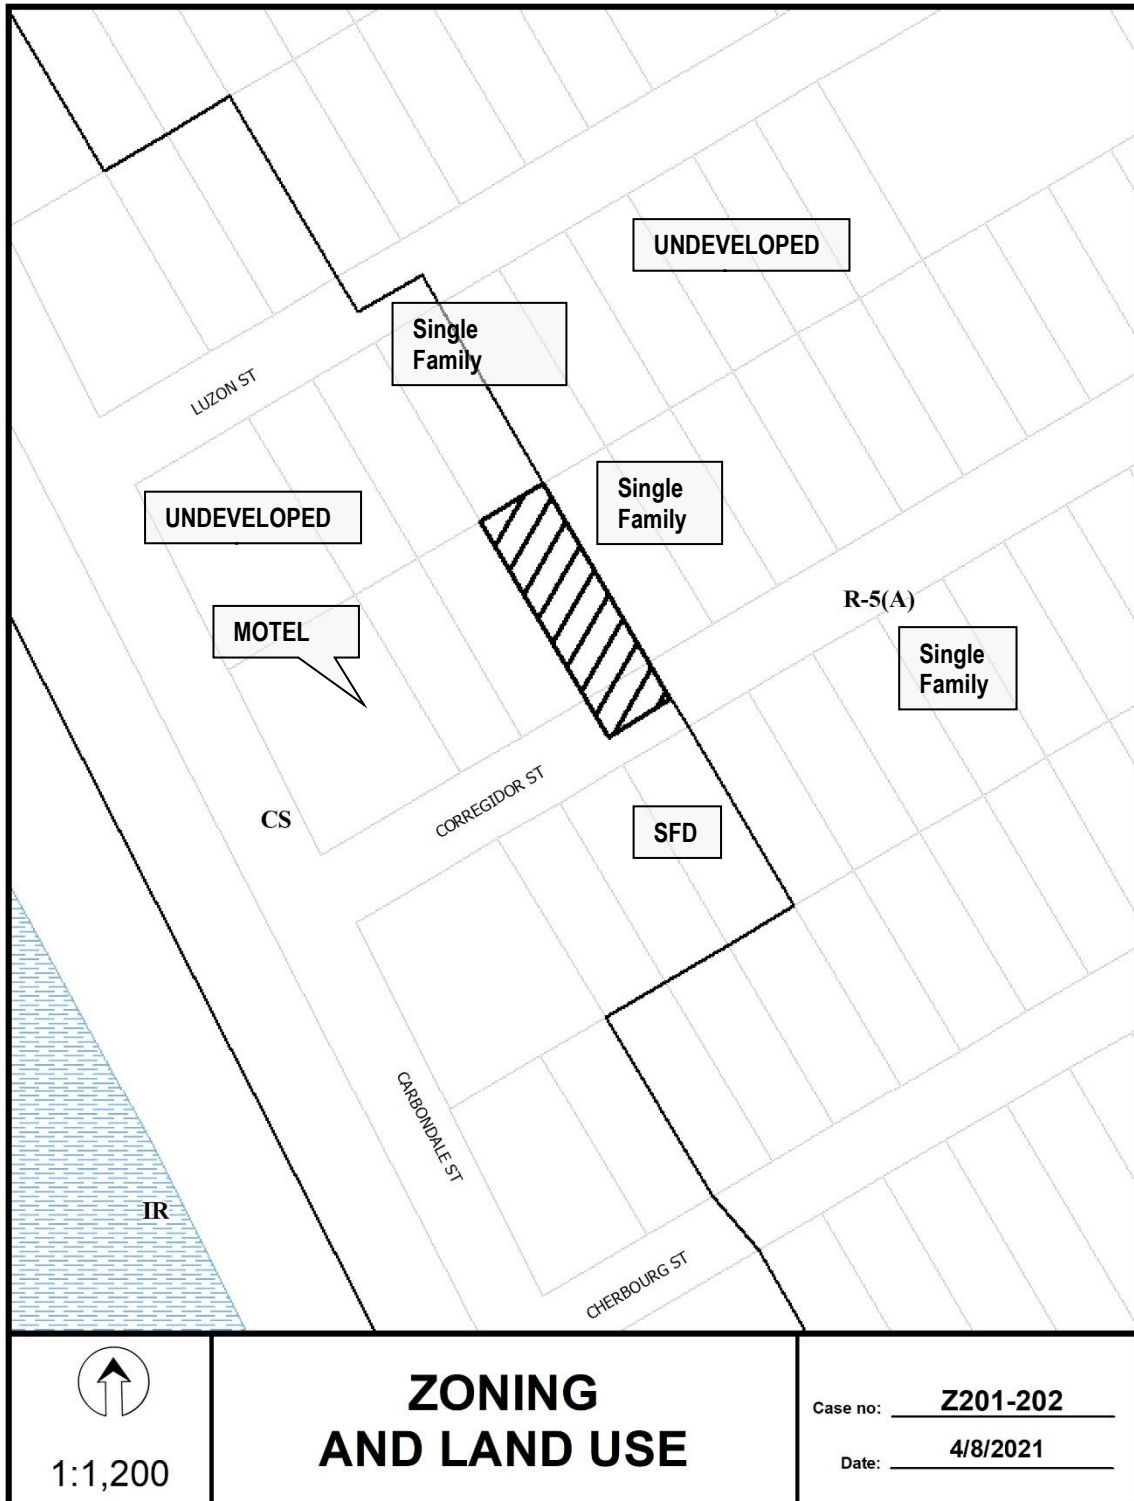 UNDEVELOPED
Single
Family
LUZON ST
Single
Family
UNDEVELOPED
R-5(A)
MOTEL
Single
Family
CORREGIDOR ST
CS
SFD
CARBONDALE ST
IR
CHERBOURG ST
1:1,200
ZONING
AND LAND USE
Case no: Z201-202
Date: 4/8/2021